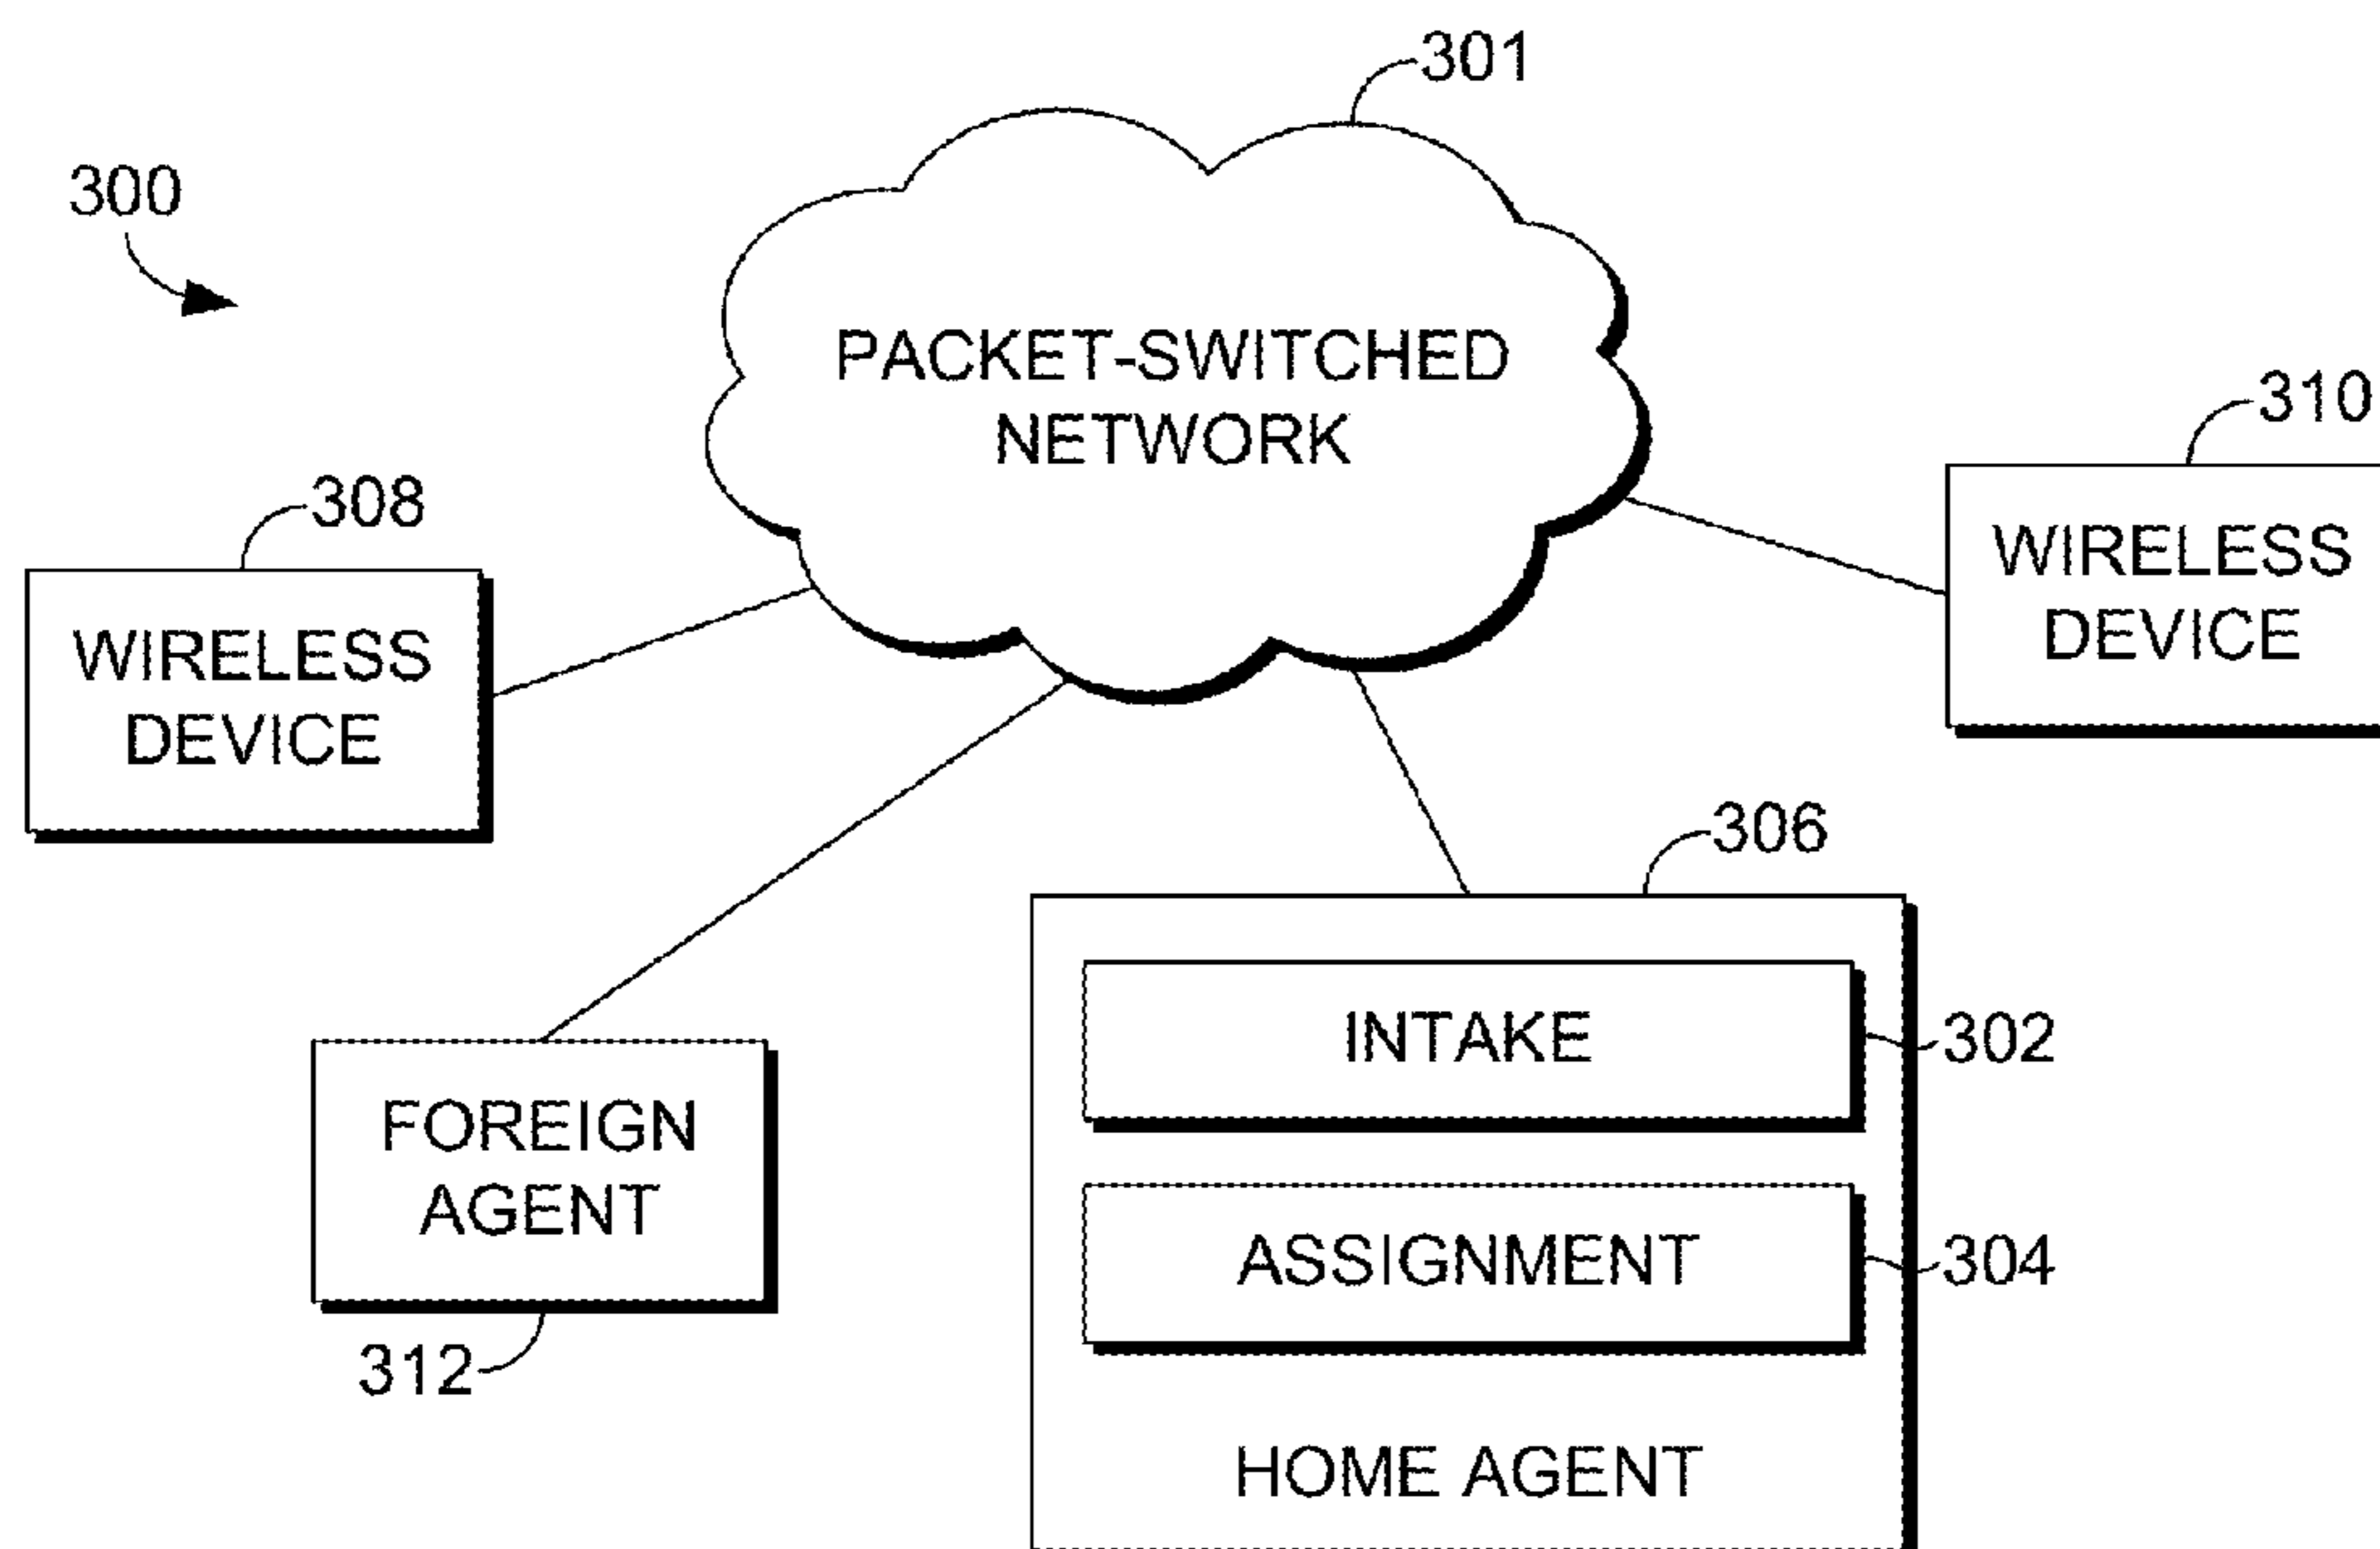 301
300
PACKET-SWITCHED
NETWORK
310
308
WIRELESS
DEVICE
WIRELESS
DEVICE
306
INTAKE
302
FOREIGN
AGENT
ASSIGNMENT
304
312
HOME AGENT